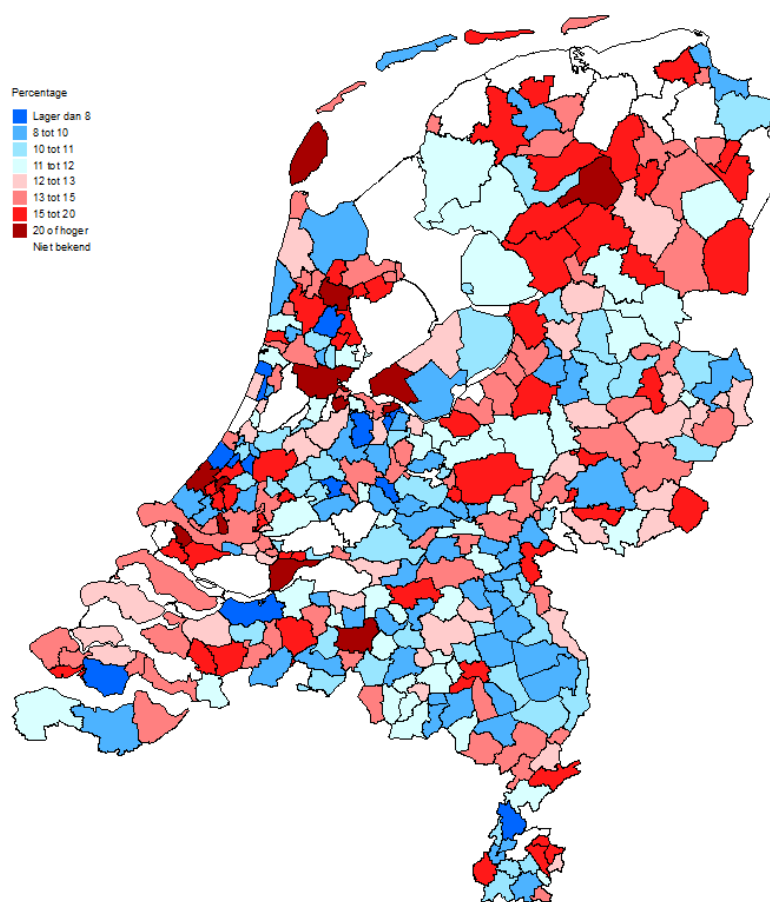 Percentage
Lager dan 8
8 tot 10
10 tot 11
11 tot 12
12 tot 13
13 tot 15
15 tot 20
20 of hoger
Niet bekend